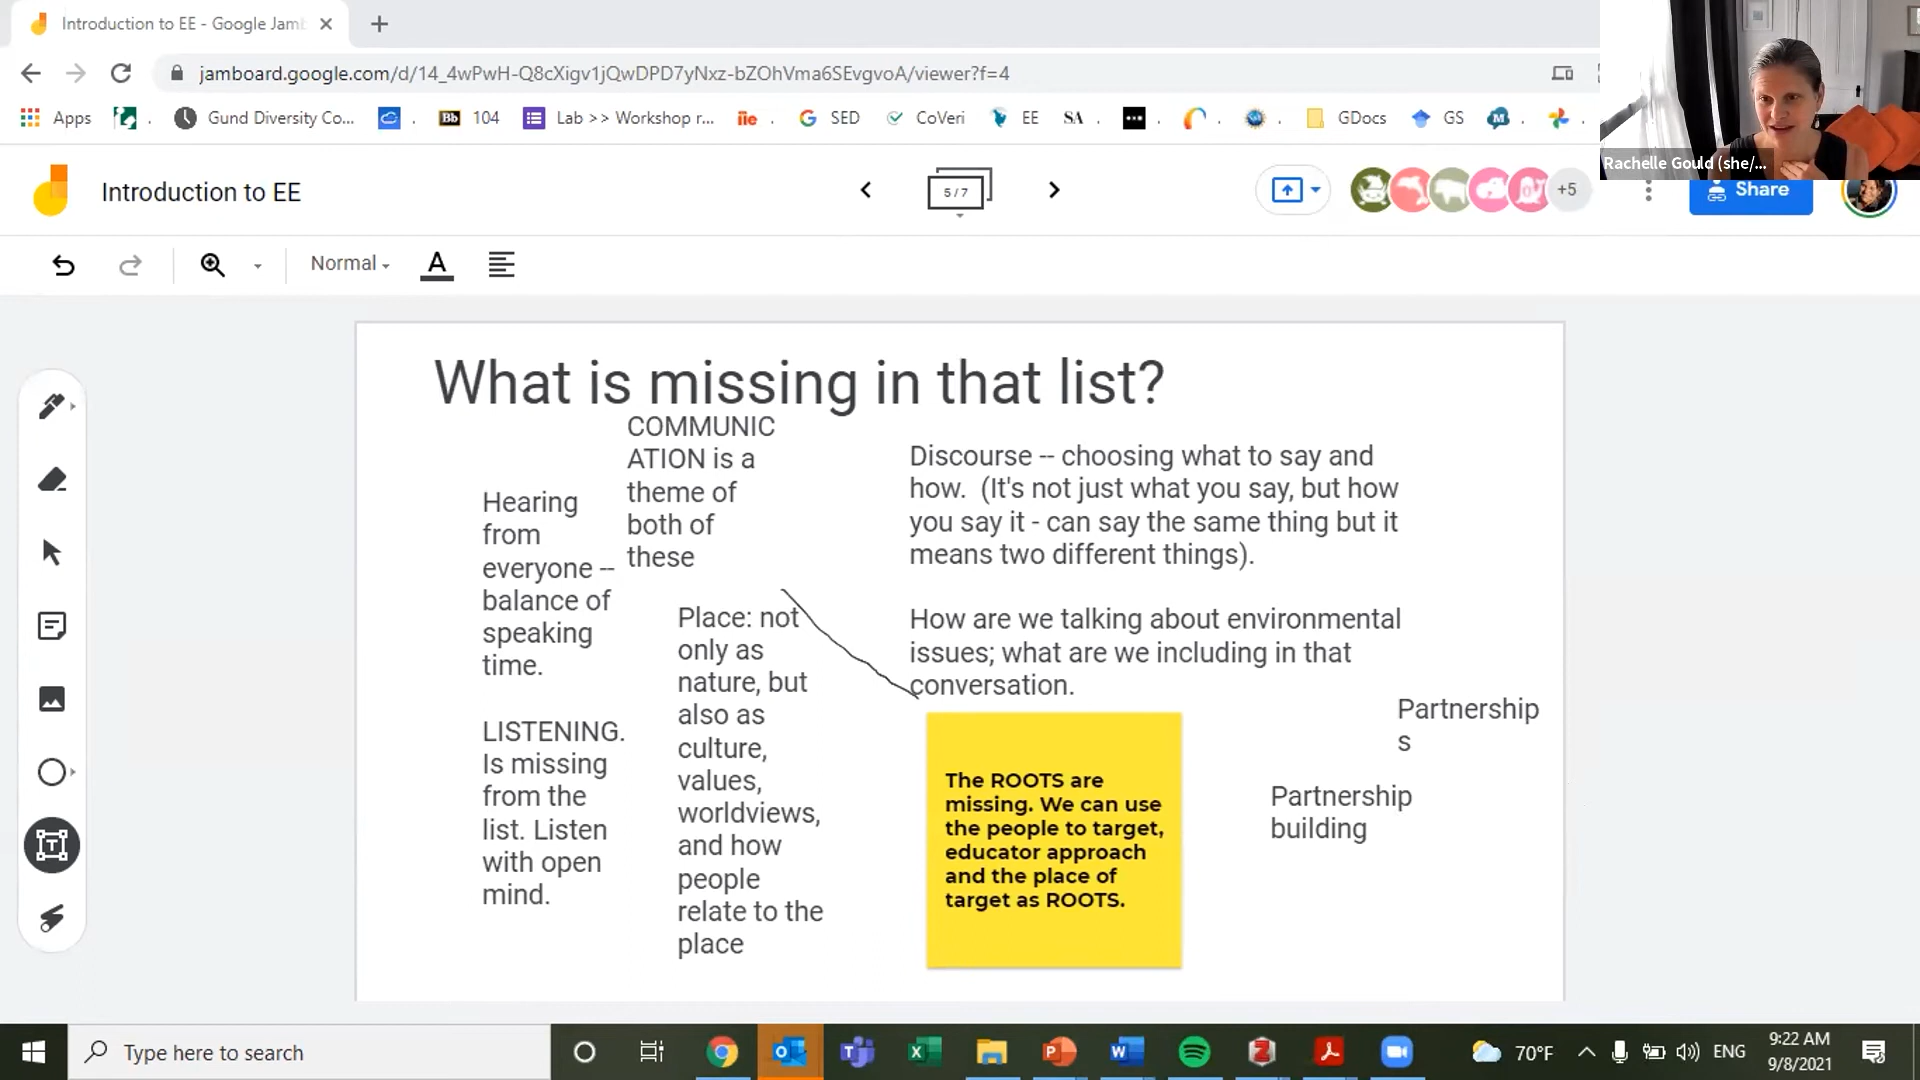 Introduction to EE - Google Jamb
jamboard.google.com/d/14_4wPwH-Q8cXigv1jQwDPD7yNxz-bZOhVma6SEvgvoA/viewer?f=4
Apps
.
Gund Diversity Co...
.
Bb 104
Lab >> Workshop r...
iie .
G SED
CoVeri
EE
SA .
.
.
.
GDocs
GS
M .
.
Rachelle Gould (she/...
Introduction to EE
5 / 7
+5
Share
Normal
A
What is missing in that list?
COMMUNIC
ATION is a
theme of
both of
these
Hearing
from
everyone --
balance of
speaking
time.
LISTENING.
Is missing
from the
list. Listen
with open
mind.
Place: not
only as
nature, but
also as
culture,
values,
worldviews,
and how
people
relate to the
place
Discourse -- choosing what to say and
how.  (It's not just what you say, but how
you say it - can say the same thing but it
means two different things).
How are we talking about environmental
issues; what are we including in that
conversation.
The ROOTS are
missing. We can use
the people to target,
educator approach
and the place of
target as ROOTS.
Partnership
s
Partnership
building
T
Type here to search
70°F
ENG
9:22 AM
9/8/2021